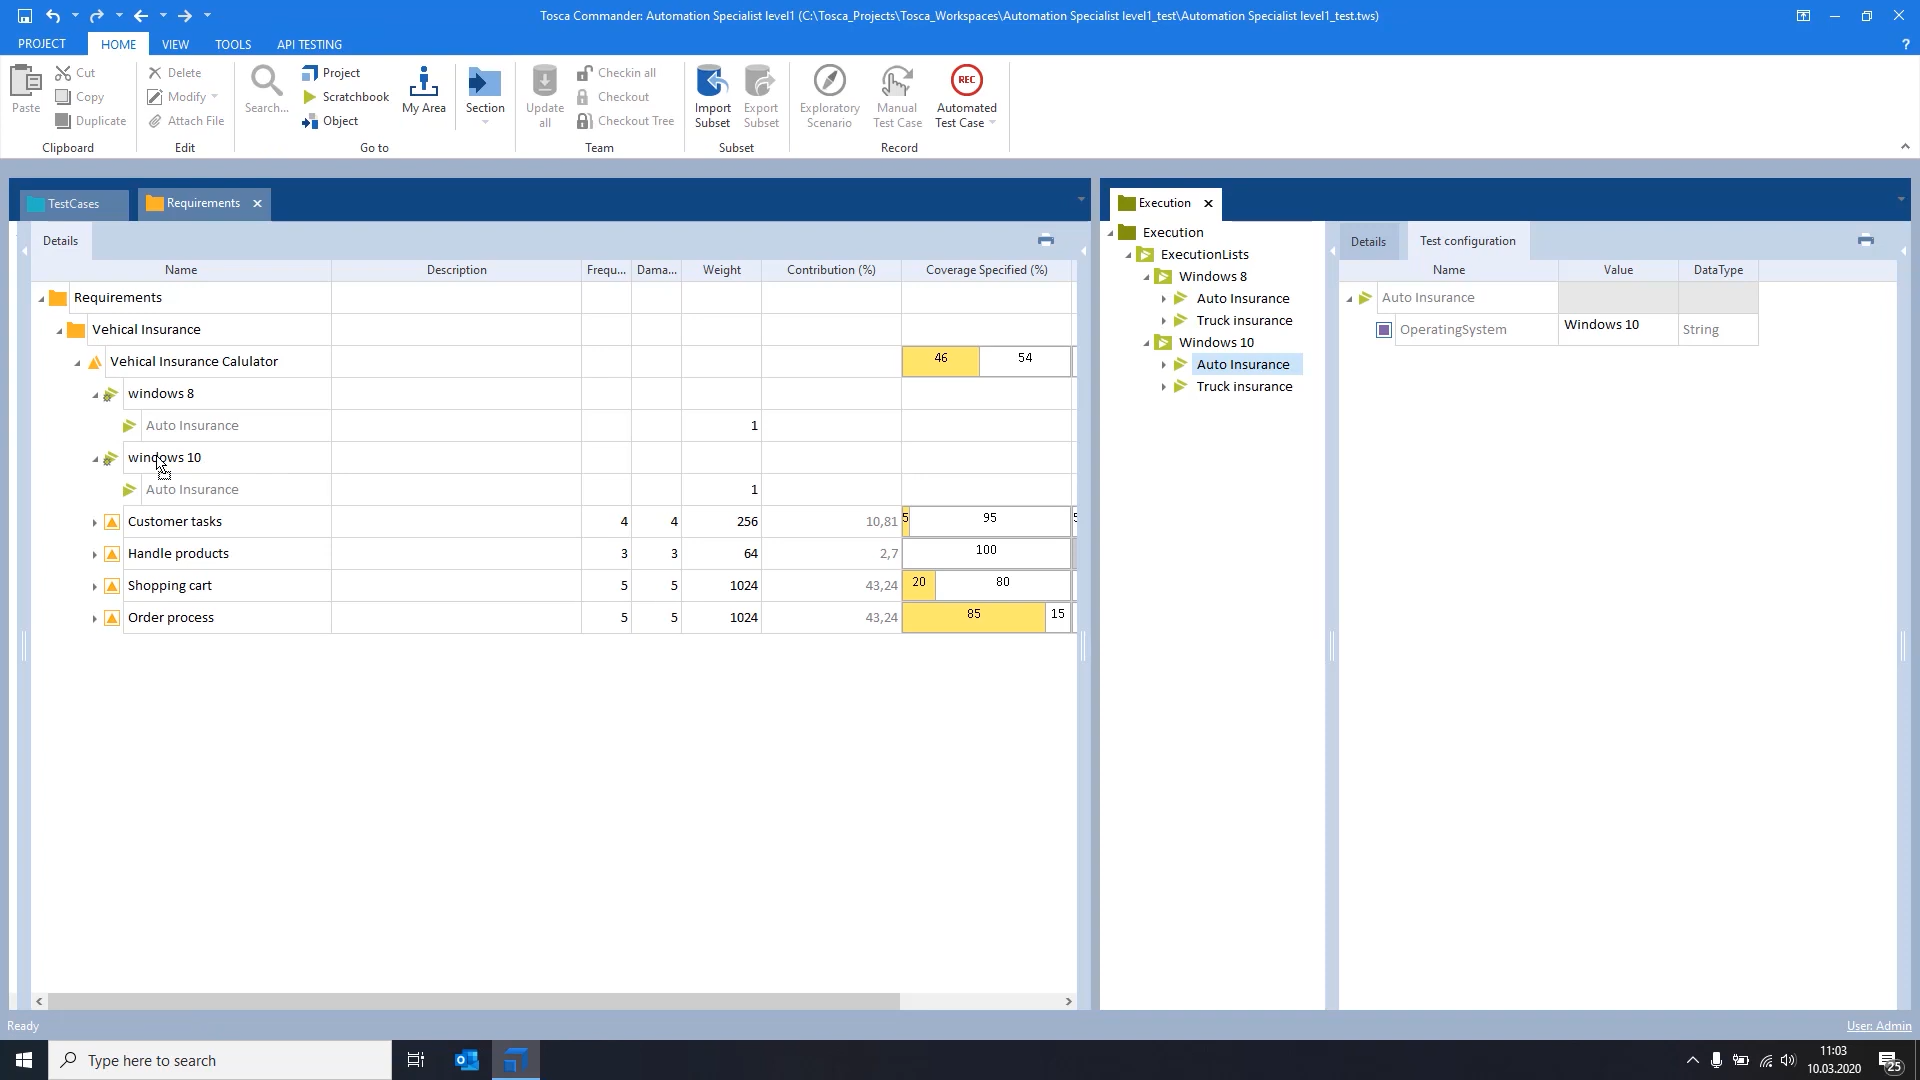 Tosca Commander: Automation Specialist level1 (C:\Tosca_Projects\Tosca_Workspaces\Automation Specialist level1_test\Automation Specialist level1_test.tws)
PROJECT HOME VIEW TOOLS API TESTING ?
Paste
Cut
Copy
Duplicate
Clipboard
Delete
Modify
Attach File
Edit
Search...
Project
Scratchbook
Object
My Area
Section
Go to
Update all
Checkin all
Checkout
Checkout Tree
Team
Import Subset
Export Subset
Subset
Exploratory Scenario
Manual Test Case
REC
Automated Test Case
Record
TestCases Requirements
Details
Name Description Frequ... Dama... Weight Contribution (%) Coverage Specified (%)
Requirements
Vehical Insurance
Vehical Insurance Calulator 46 54
windows 8
Auto Insurance 1
windows 10
Auto Insurance 1
Customer tasks 4 4 256 10,81 5 95 5
Handle products 3 3 64 2,7 100
Shopping cart 5 5 1024 43,24 20 80
Order process 5 5 1024 43,24 85 15
Execution
Execution
ExecutionLists
Windows 8
Auto Insurance
Truck insurance
Windows 10
Auto Insurance
Truck insurance
Details Test configuration
Name Value DataType
Auto Insurance
OperatingSystem Windows 10 String
Ready User: Admin
Type here to search
11:03
10.03.2020
25